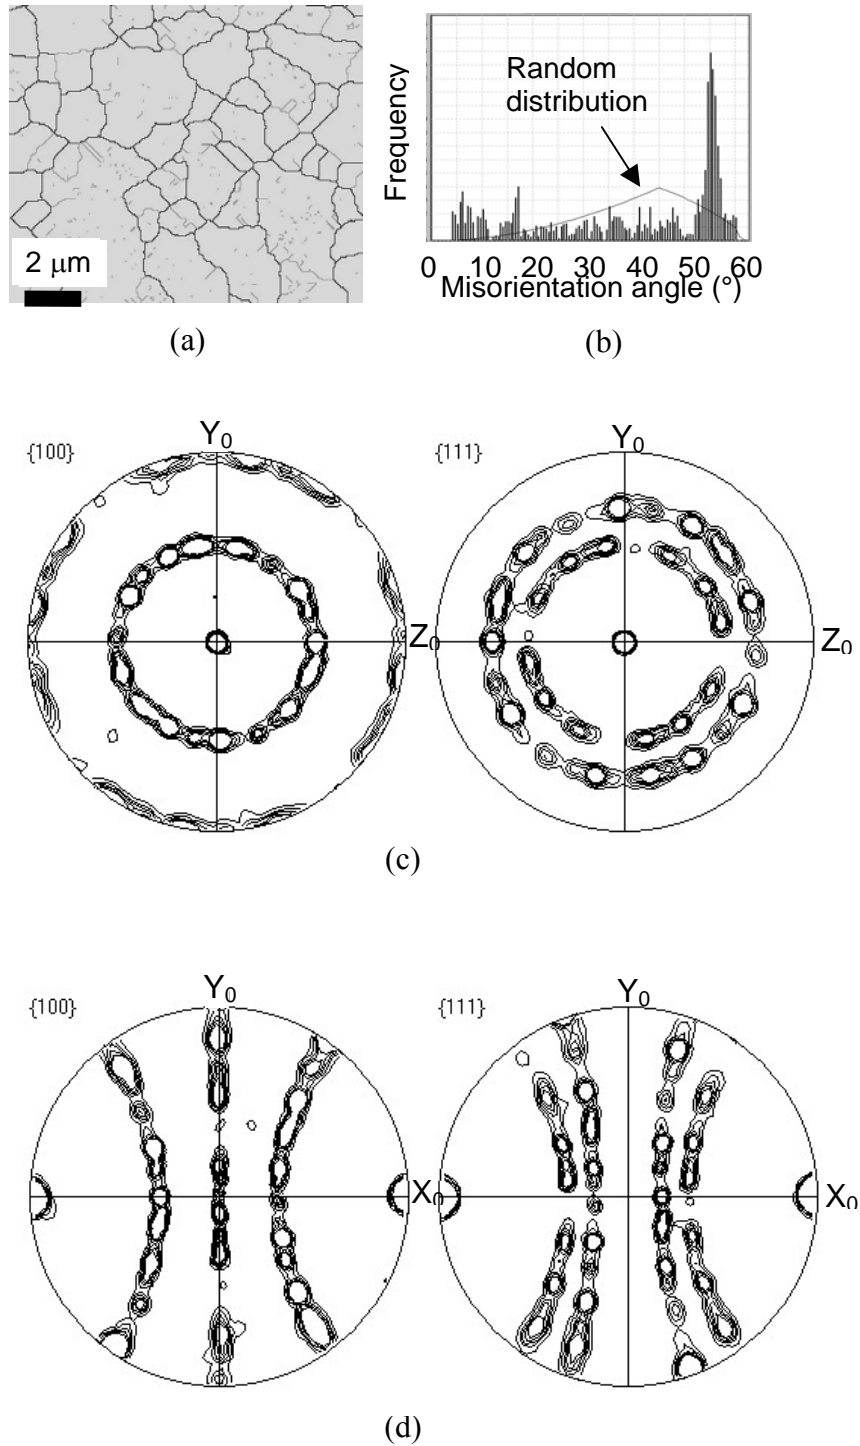 2 μm
Frequency
Random
distribution
0 10 20 30 40 50 60
Misorientation angle (°)
(a)
(b)
{100}
Y₀
Z₀
{111}
Y₀
Z₀
(c)
{100}
Y₀
X₀
{111}
Y₀
X₀
(d)